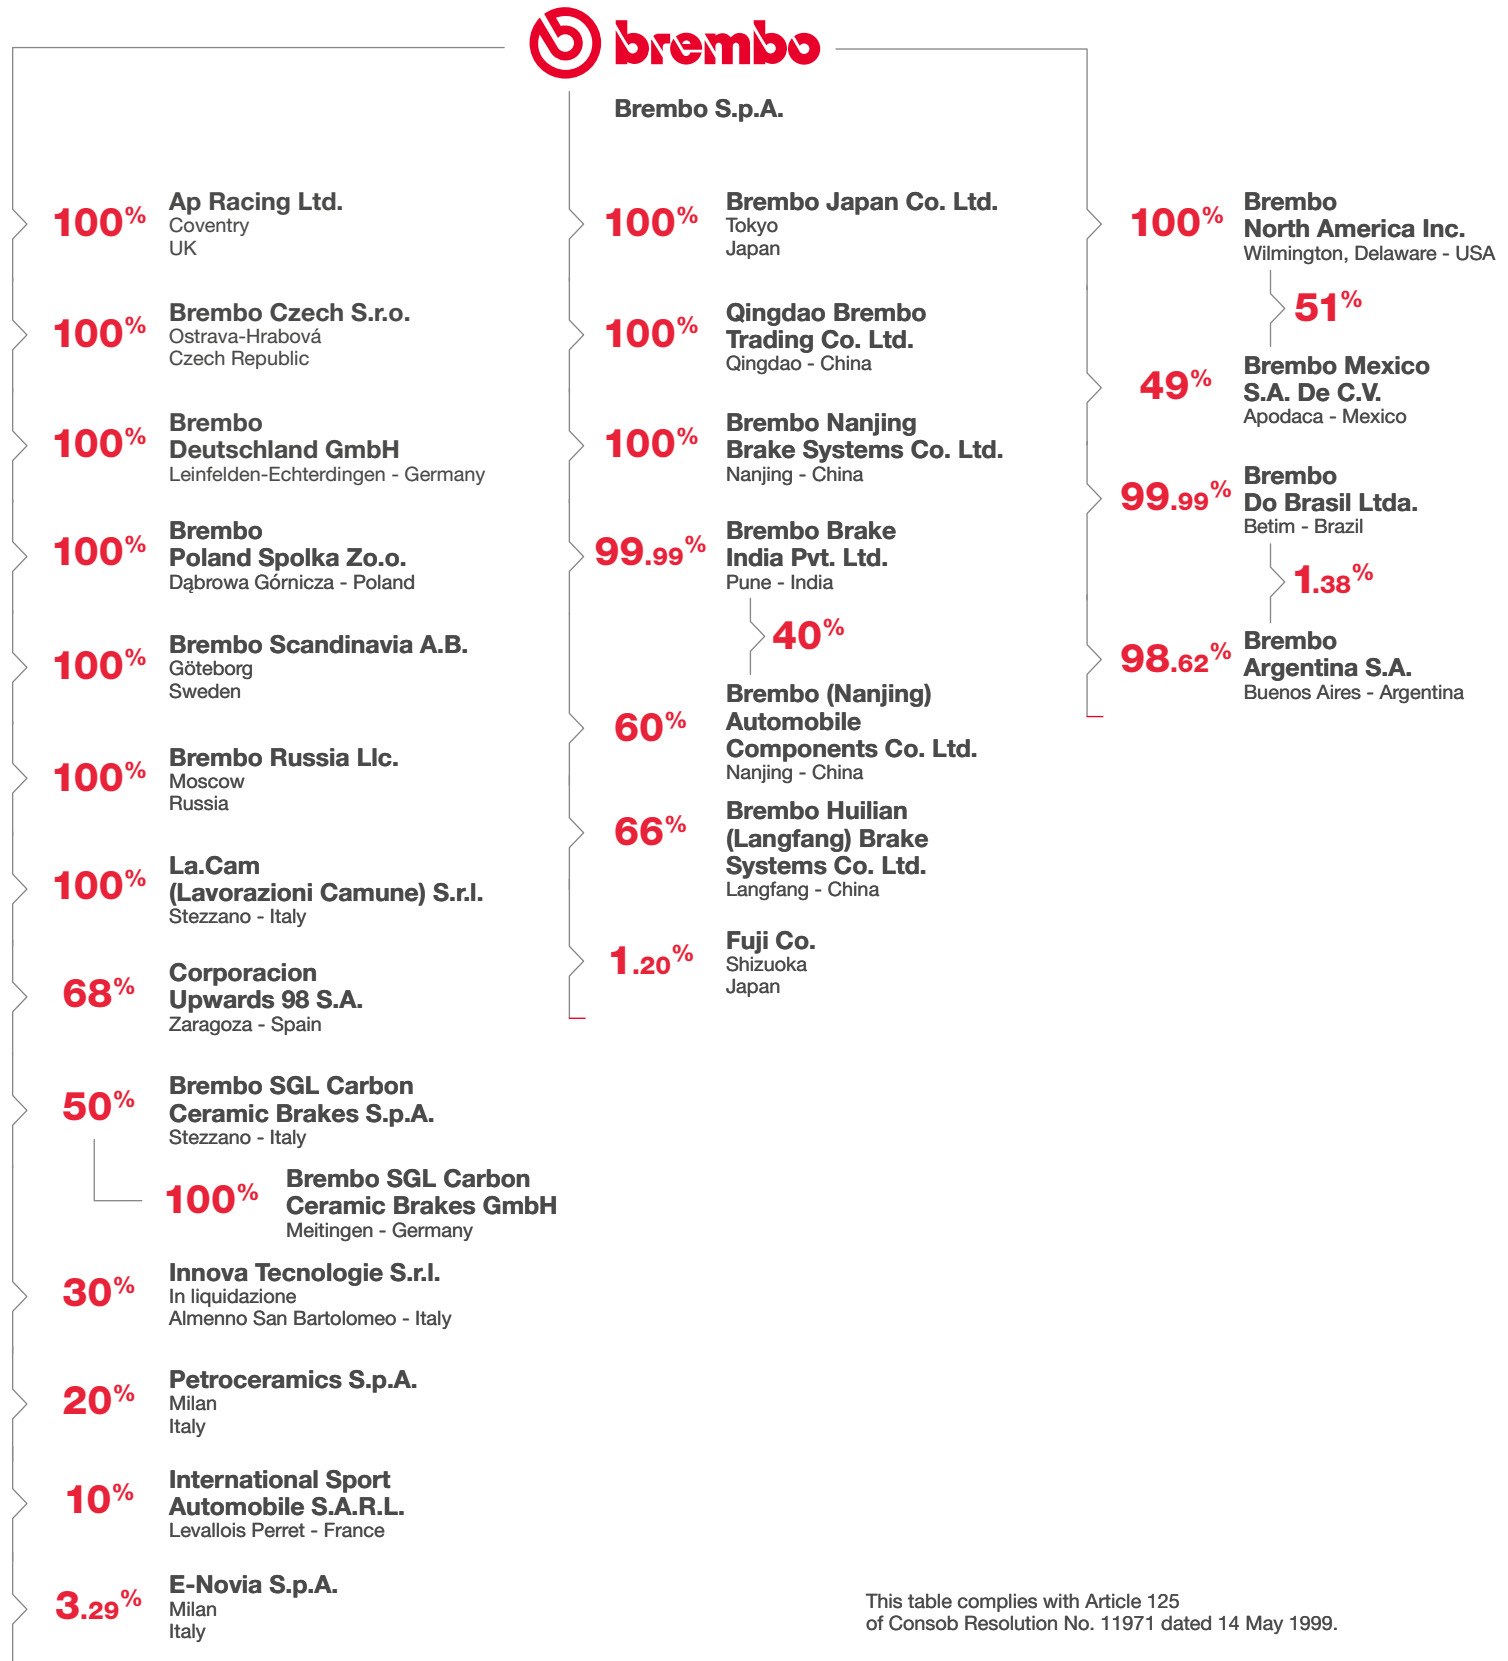 brembo
Brembo S.p.A.
100%
Ap Racing Ltd.
Coventry
UK
100%
Brembo Czech S.r.o.
Ostrava-Hrabová
Czech Republic
100%
Brembo
Deutschland GmbH
Leinfelden-Echterdingen - Germany
100%
Brembo
Poland Spolka Zo.o.
Dąbrowa Górnicza - Poland
100%
Brembo Scandinavia A.B.
Göteborg
Sweden
100%
Brembo Russia Llc.
Moscow
Russia
100%
La.Cam
(Lavorazioni Camune) S.r.l.
Stezzano - Italy
68%
Corporacion
Upwards 98 S.A.
Zaragoza - Spain
50%
Brembo SGL Carbon
Ceramic Brakes S.p.A.
Stezzano - Italy
100%
Brembo SGL Carbon
Ceramic Brakes GmbH
Meitingen - Germany
30%
Innova Tecnologie S.r.l.
In liquidazione
Almenno San Bartolomeo - Italy
20%
Petroceramics S.p.A.
Milan
Italy
10%
International Sport
Automobile S.A.R.L.
Levallois Perret - France
3.29%
E-Novia S.p.A.
Milan
Italy
100%
Brembo Japan Co. Ltd.
Tokyo
Japan
100%
Qingdao Brembo
Trading Co. Ltd.
Qingdao - China
100%
Brembo Nanjing
Brake Systems Co. Ltd.
Nanjing - China
99.99%
Brembo Brake
India Pvt. Ltd.
Pune - India
40%
60%
Brembo (Nanjing)
Automobile
Components Co. Ltd.
Nanjing - China
66%
Brembo Huilian
(Langfang) Brake
Systems Co. Ltd.
Langfang - China
1.20%
Fuji Co.
Shizuoka
Japan
100%
Brembo
North America Inc.
Wilmington, Delaware - USA
51%
49%
Brembo Mexico
S.A. De C.V.
Apodaca - Mexico
99.99%
Brembo
Do Brasil Ltda.
Betim - Brazil
1.38%
98.62%
Brembo
Argentina S.A.
Buenos Aires - Argentina
This table complies with Article 125
of Consob Resolution No. 11971 dated 14 May 1999.